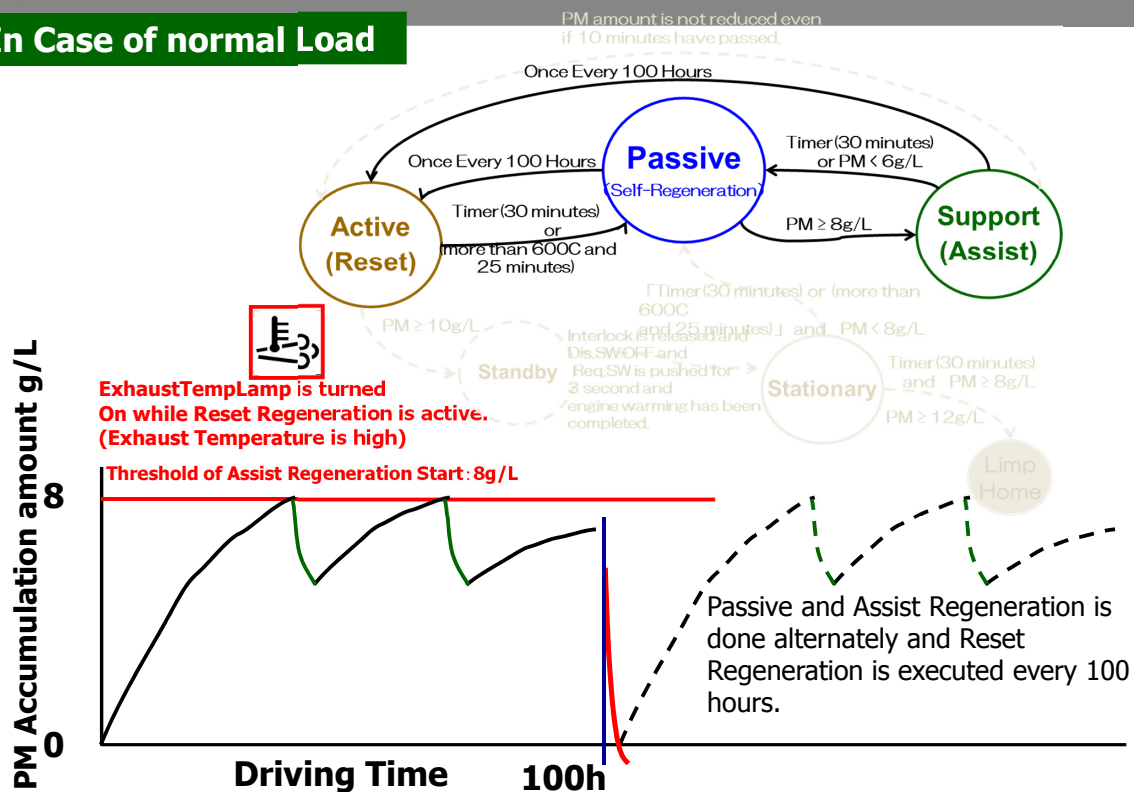 In Case of normal Load
PM amount is not reduced even
if 10 minutes have passed.
Once Every 100 Hours
Passive
(Self-Regeneration)
Timer(30 minutes)
or PM < 6g/L
Once Every 100 Hours
Active
(Reset)
Timer(30 minutes)
or
(more than 600C and
25 minutes)
PM ≥ 8g/L
Support
(Assist)
「Timer(30 minutes) or (more than
600C
and 25 minutes)」 and PM < 8g/L
PM ≥ 10g/L
Standby
Interlock is released and
Dis.SW:OFF and
Req.SW is pushed for
3 second and
engine warming has been
completed.
Stationary
Timer(30 minutes)
and PM ≥ 8g/L
PM ≥ 12g/L
Limp
Home
ExhaustTempLamp is turned
On while Reset Regeneration is active.
(Exhaust Temperature is high)
Threshold of Assist Regeneration Start:8g/L
PM Accumulation amount g/L
8
0
Passive and Assist Regeneration is
done alternately and Reset
Regeneration is executed every 100
hours.
Driving Time
100h